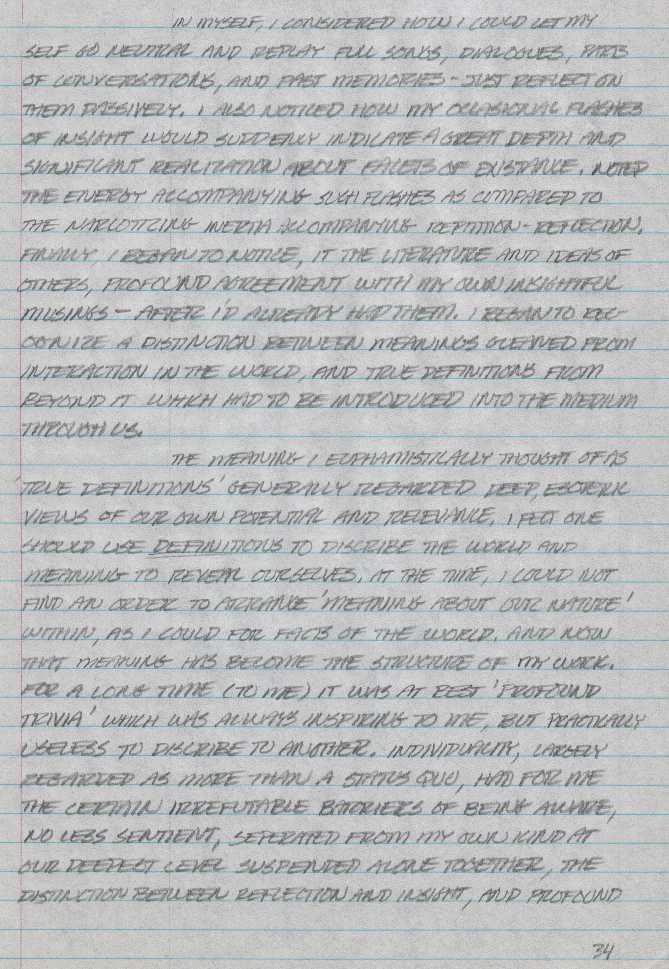 IN MYSELF, I CONSIDERED HOW I COULD LET MY
SELF GO NEUTRAL AND REPLAY FULL SONGS, DIALOGUES, PARTS
OF CONVERSATIONS, AND PAST MEMORIES - JUST REFLECT ON
THEM PASSIVELY. I ALSO NOTICED HOW MY OCCASIONAL FLASHES
OF INSIGHT WOULD SUDDENLY INDICATE A GREAT DEPTH AND
SIGNIFICANT REALIZATION ABOUT FACETS OF EXISTANCE. NOTED
THE ENERGY ACCOMPANYING SUCH FLASHES AS COMPARED TO
THE NARCOTIZING INERTIA ACCOMPANYING REPITITION-REFLECTION.
FINALLY, I BEGAN TO NOTICE, IT THE LITERATURE AND IDEAS OF
OTHERS, PROFOUND AGREEMENT WITH MY OWN INSIGHTFUL
MUSINGS - AFTER I'D ALREADY HAD THEM. I BEGAN TO REC-
OGNIZE A DISTINCTION BETWEEN MEANINGS GLEANED FROM
INTERACTION IN THE WORLD, AND TRUE DEFINITIONS FROM
BEYOND IT WHICH HAD TO BE INTRODUCED INTO THE MEDIUM
THROUGH US.
THE MEANING I EUPHAMISTICALLY THOUGHT OF AS
'TRUE DEFINITIONS' GENERALLY REGARDED DEEP, ESOTERIC
VIEWS OF OUR OWN POTENTIAL AND RELEVANCE. I FELT ONE
SHOULD USE DEFINITIONS TO DISCRIBE THE WORLD AND
MEANING TO REVEAL OURSELVES. AT THE TIME, I COULD NOT
FIND AN ORDER TO ARRANGE 'MEANING ABOUT OUR NATURE'
WITHIN, AS I COULD FOR FACTS OF THE WORLD. AND NOW
THAT MEANING HAS BECOME THE STRUCTURE OF MY WORK.
FOR A LONG TIME (TO ME) IT WAS AT BEST 'PROFOUND
TRIVIA' WHICH WAS ALWAYS INSPIRING TO ME, BUT PRACTICALLY
USELESS TO DISCRIBE TO ANOTHER. INDIVIDUALITY, LARGELY
REGARDED AS MORE THAN A STATUS QUO, HAD FOR ME
THE CERTAIN IRREFUTABLE BARRIERS OF BEING AWARE,
NO LESS SENTIENT, SEPERATED FROM MY OWN KIND AT
OUR DEEPEST LEVEL SUSPENDED ALONE TOGETHER, THE
DISTINCTION BETWEEN REFLECTION AND INSIGHT, AND PROFOUND
34